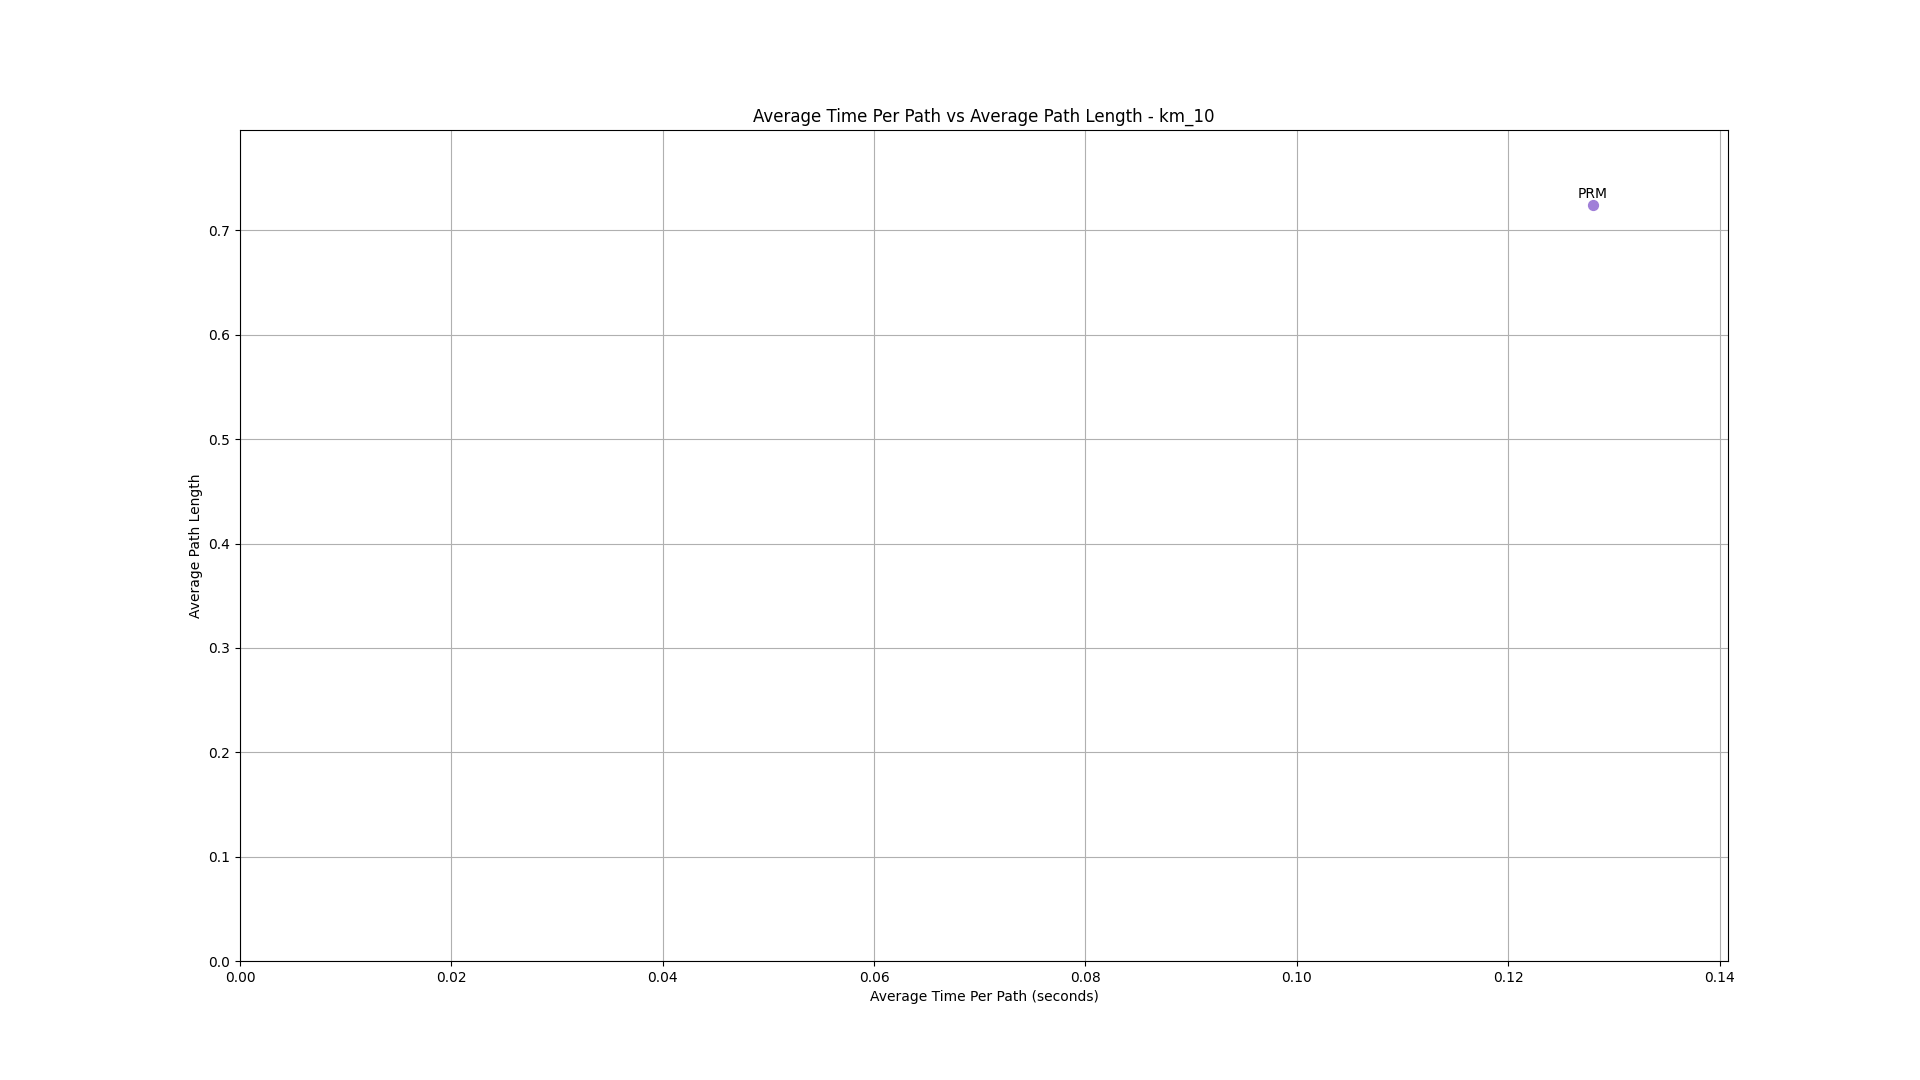 Average Time Per Path vs Average Path Length - km_10
PRM
0.7
0.6
0.5
0.4
0.3
0.2
0.1
0.0
Average Path Length
0.00 0.02 0.04 0.06 0.08 0.10 0.12 0.14
Average Time Per Path (seconds)